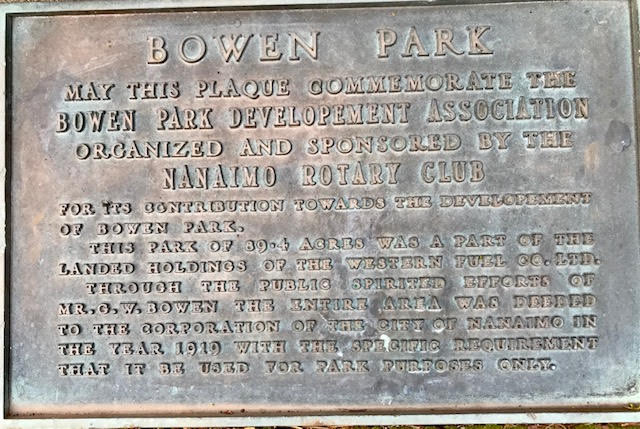 BOWEN PARK
MAY THIS PLAQUE COMMEMORATE THE
BOWEN PARK DEVELOPEMENT ASSOCIATION
ORGANIZED AND SPONSORED BY THE
NANAIMO ROTARY CLUB
FOR ITS CONTRIBUTION TOWARDS THE DEVELOPEMENT
OF BOWEN PARK.
THIS PARK OF 89.4 ACRES WAS A PART OF THE
LANDED HOLDINGS OF THE WESTERN FUEL CO. LTD.
THROUGH THE PUBLIC SPIRITED EFFORTS OF
MR. G. W. BOWEN THE ENTIRE AREA WAS DEEDED
TO THE CORPORATION OF THE CITY OF NANAIMO IN
THE YEAR 1919 WITH THE SPECIFIC REQUIREMENT
THAT IT BE USED FOR PARK PURPOSES ONLY.